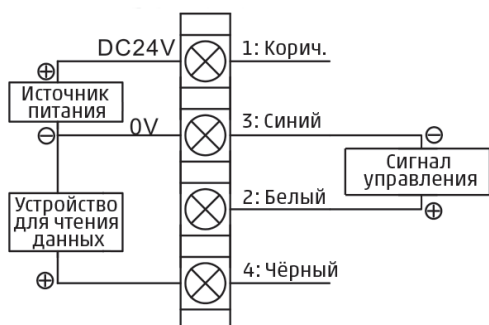 DC24V
1: Корич.
⊕
Источник
питания
⊖
0V
3: Синий
⊖
Сигнал
управления
⊕
2: Белый
Устройство
для чтения
данных
⊕
4: Чёрный